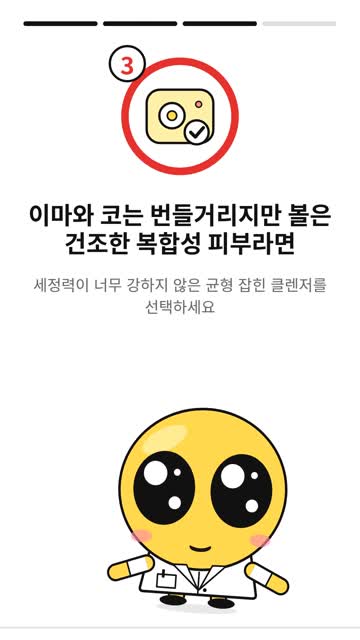 3
이마와 코는 번들거리지만 볼은
건조한 복합성 피부라면
세정력이 너무 강하지 않은 균형 잡힌 클렌저를
선택하세요